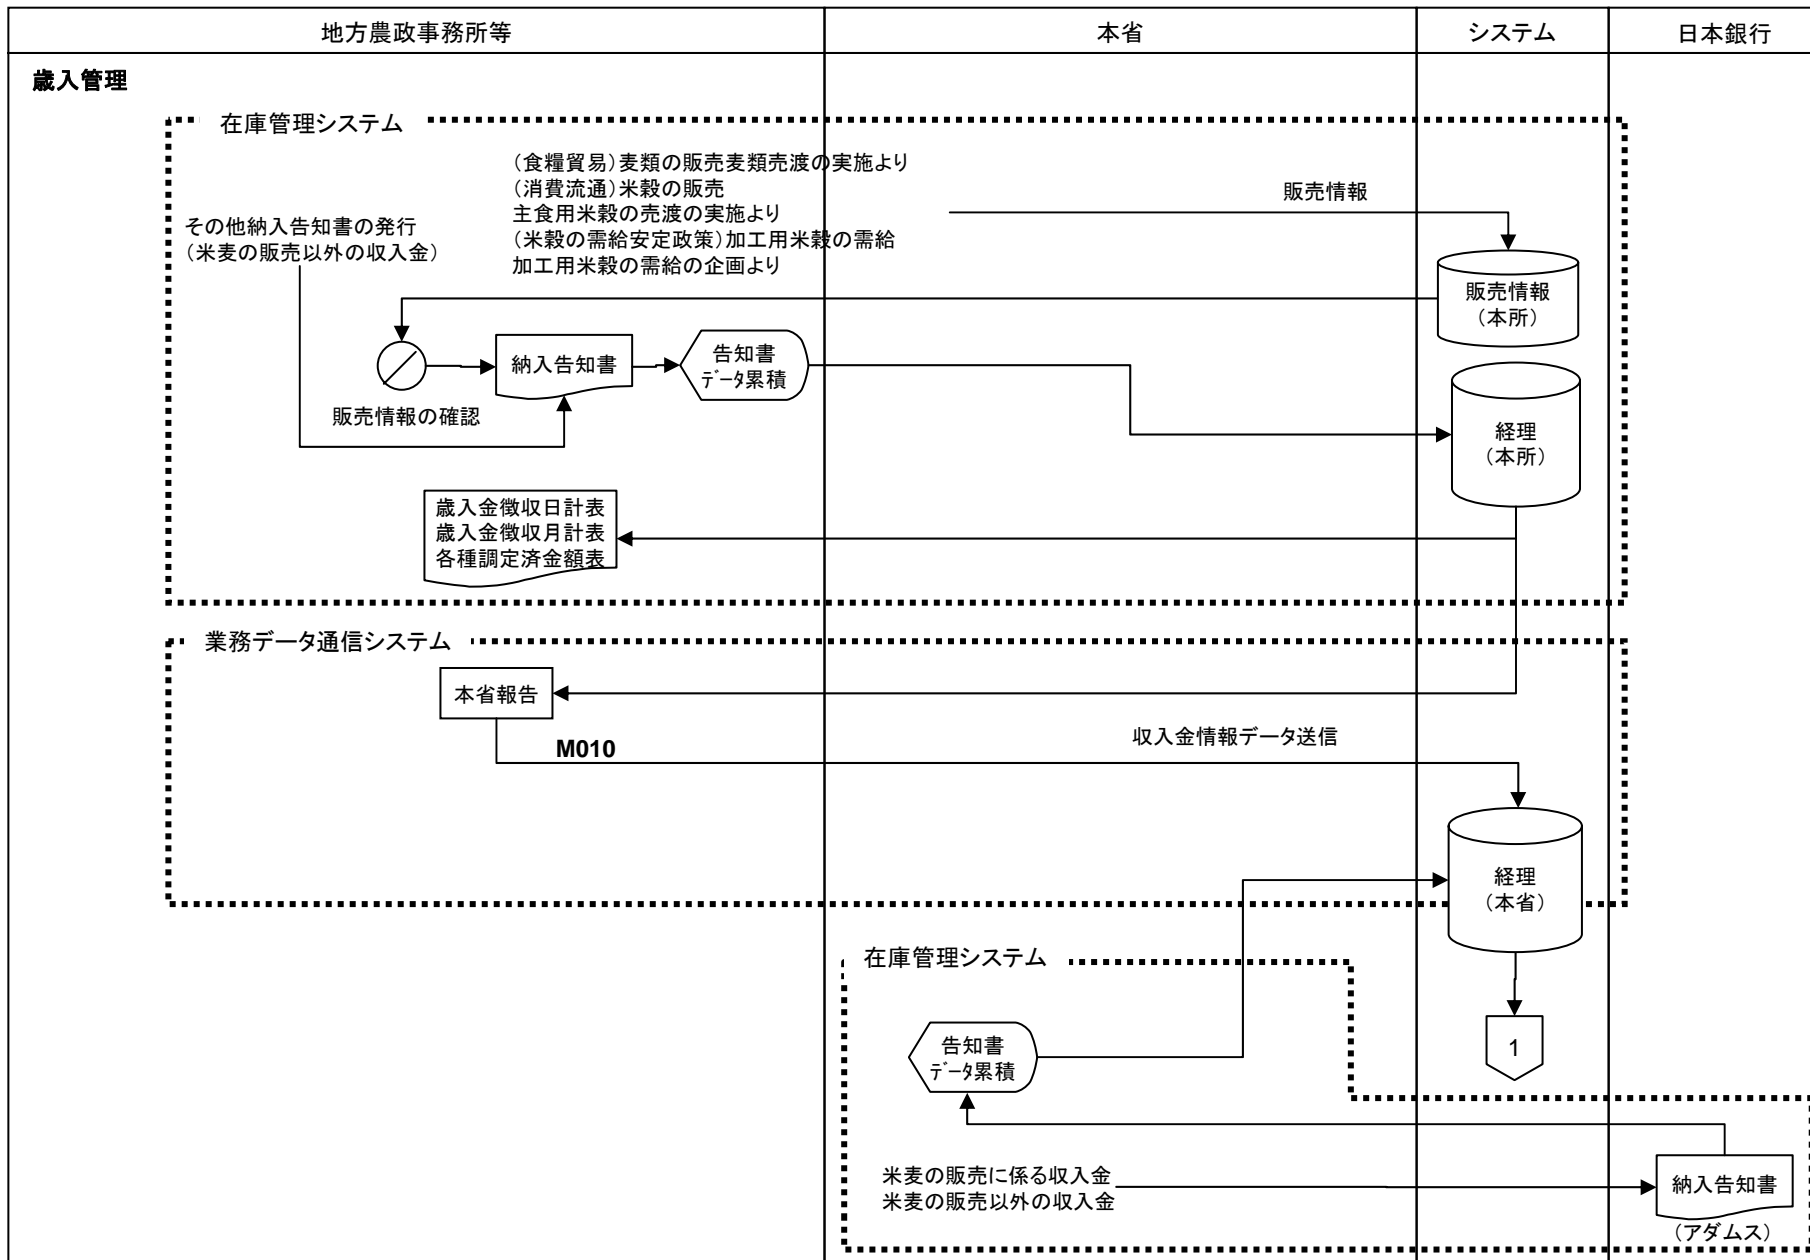 地方農政事務所等
本省
システム
日本銀行
歳入管理
在庫管理システム
(食糧貿易)麦類の販売麦類売渡の実施より
(消費流通)米穀の販売
主食用米穀の売渡の実施より
(米穀の需給安定政策)加工用米穀の需給
加工用米穀の需給の企画より
販売情報
その他納入告知書の発行
(米麦の販売以外の収入金)
販売情報
(本所)
納入告知書
告知書
データ累積
販売情報の確認
経理
(本所)
歳入金徴収日計表
歳入金徴収月計表
各種調定済金額表
業務データ通信システム
本省報告
M010
収入金情報データ送信
経理
(本省)
在庫管理システム
告知書
データ累積
1
米麦の販売に係る収入金
米麦の販売以外の収入金
納入告知書
(アダムス)